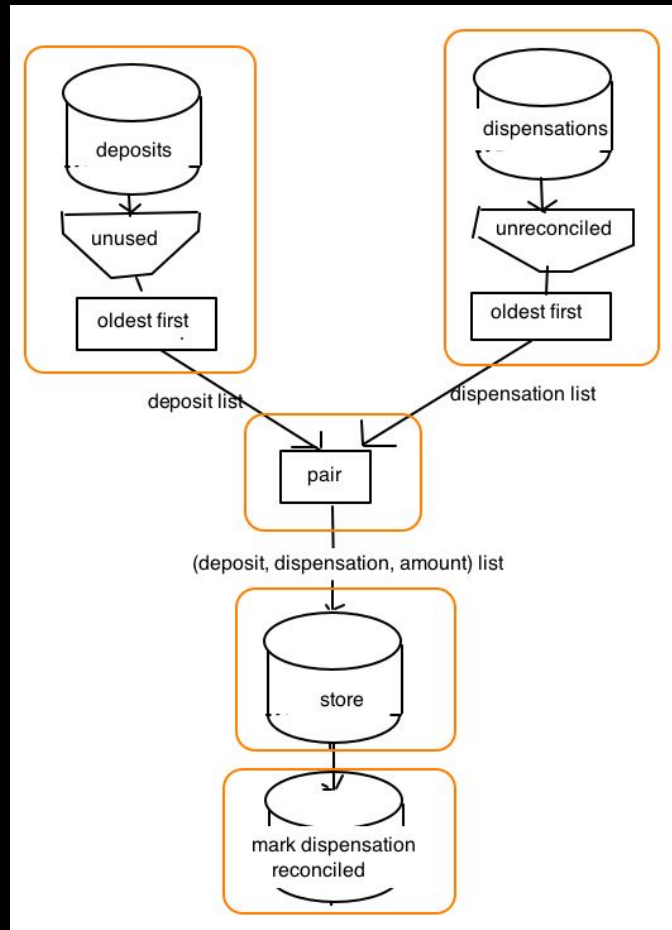 deposits
unused
oldest first
dispensations
unreconciled
oldest first
deposit list
dispensation list
pair
(deposit, dispensation, amount) list
store
mark dispensation
reconciled